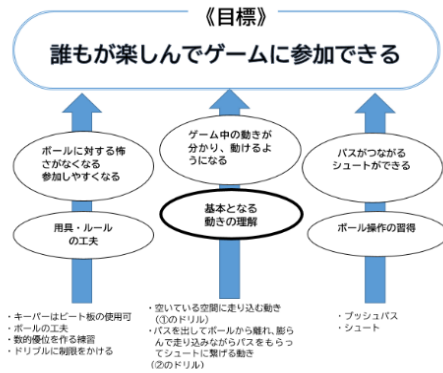 《目標》
誰もが楽しんでゲームに参加できる
ボールに対する怖
さがなくなる
参加しやすくなる
ゲーム中の動きが
分かり、動けるよ
うになる
パスがつながる
シュートができる
用具・ルール
の工夫
基本となる
動きの理解
ボール操作の習得
・キーパーはビート板の使用可
・ボールの工夫
・数的優位を作る練習
・ドリブルに制限をかける
・空いている空間に走り込む動き
(①のドリル)
・パスを出してボールから離れ、膨ら
んで走り込みながらパスをもらっ
てシュートに繋げる動き
(②のドリル)
・プッシュパス
・シュート